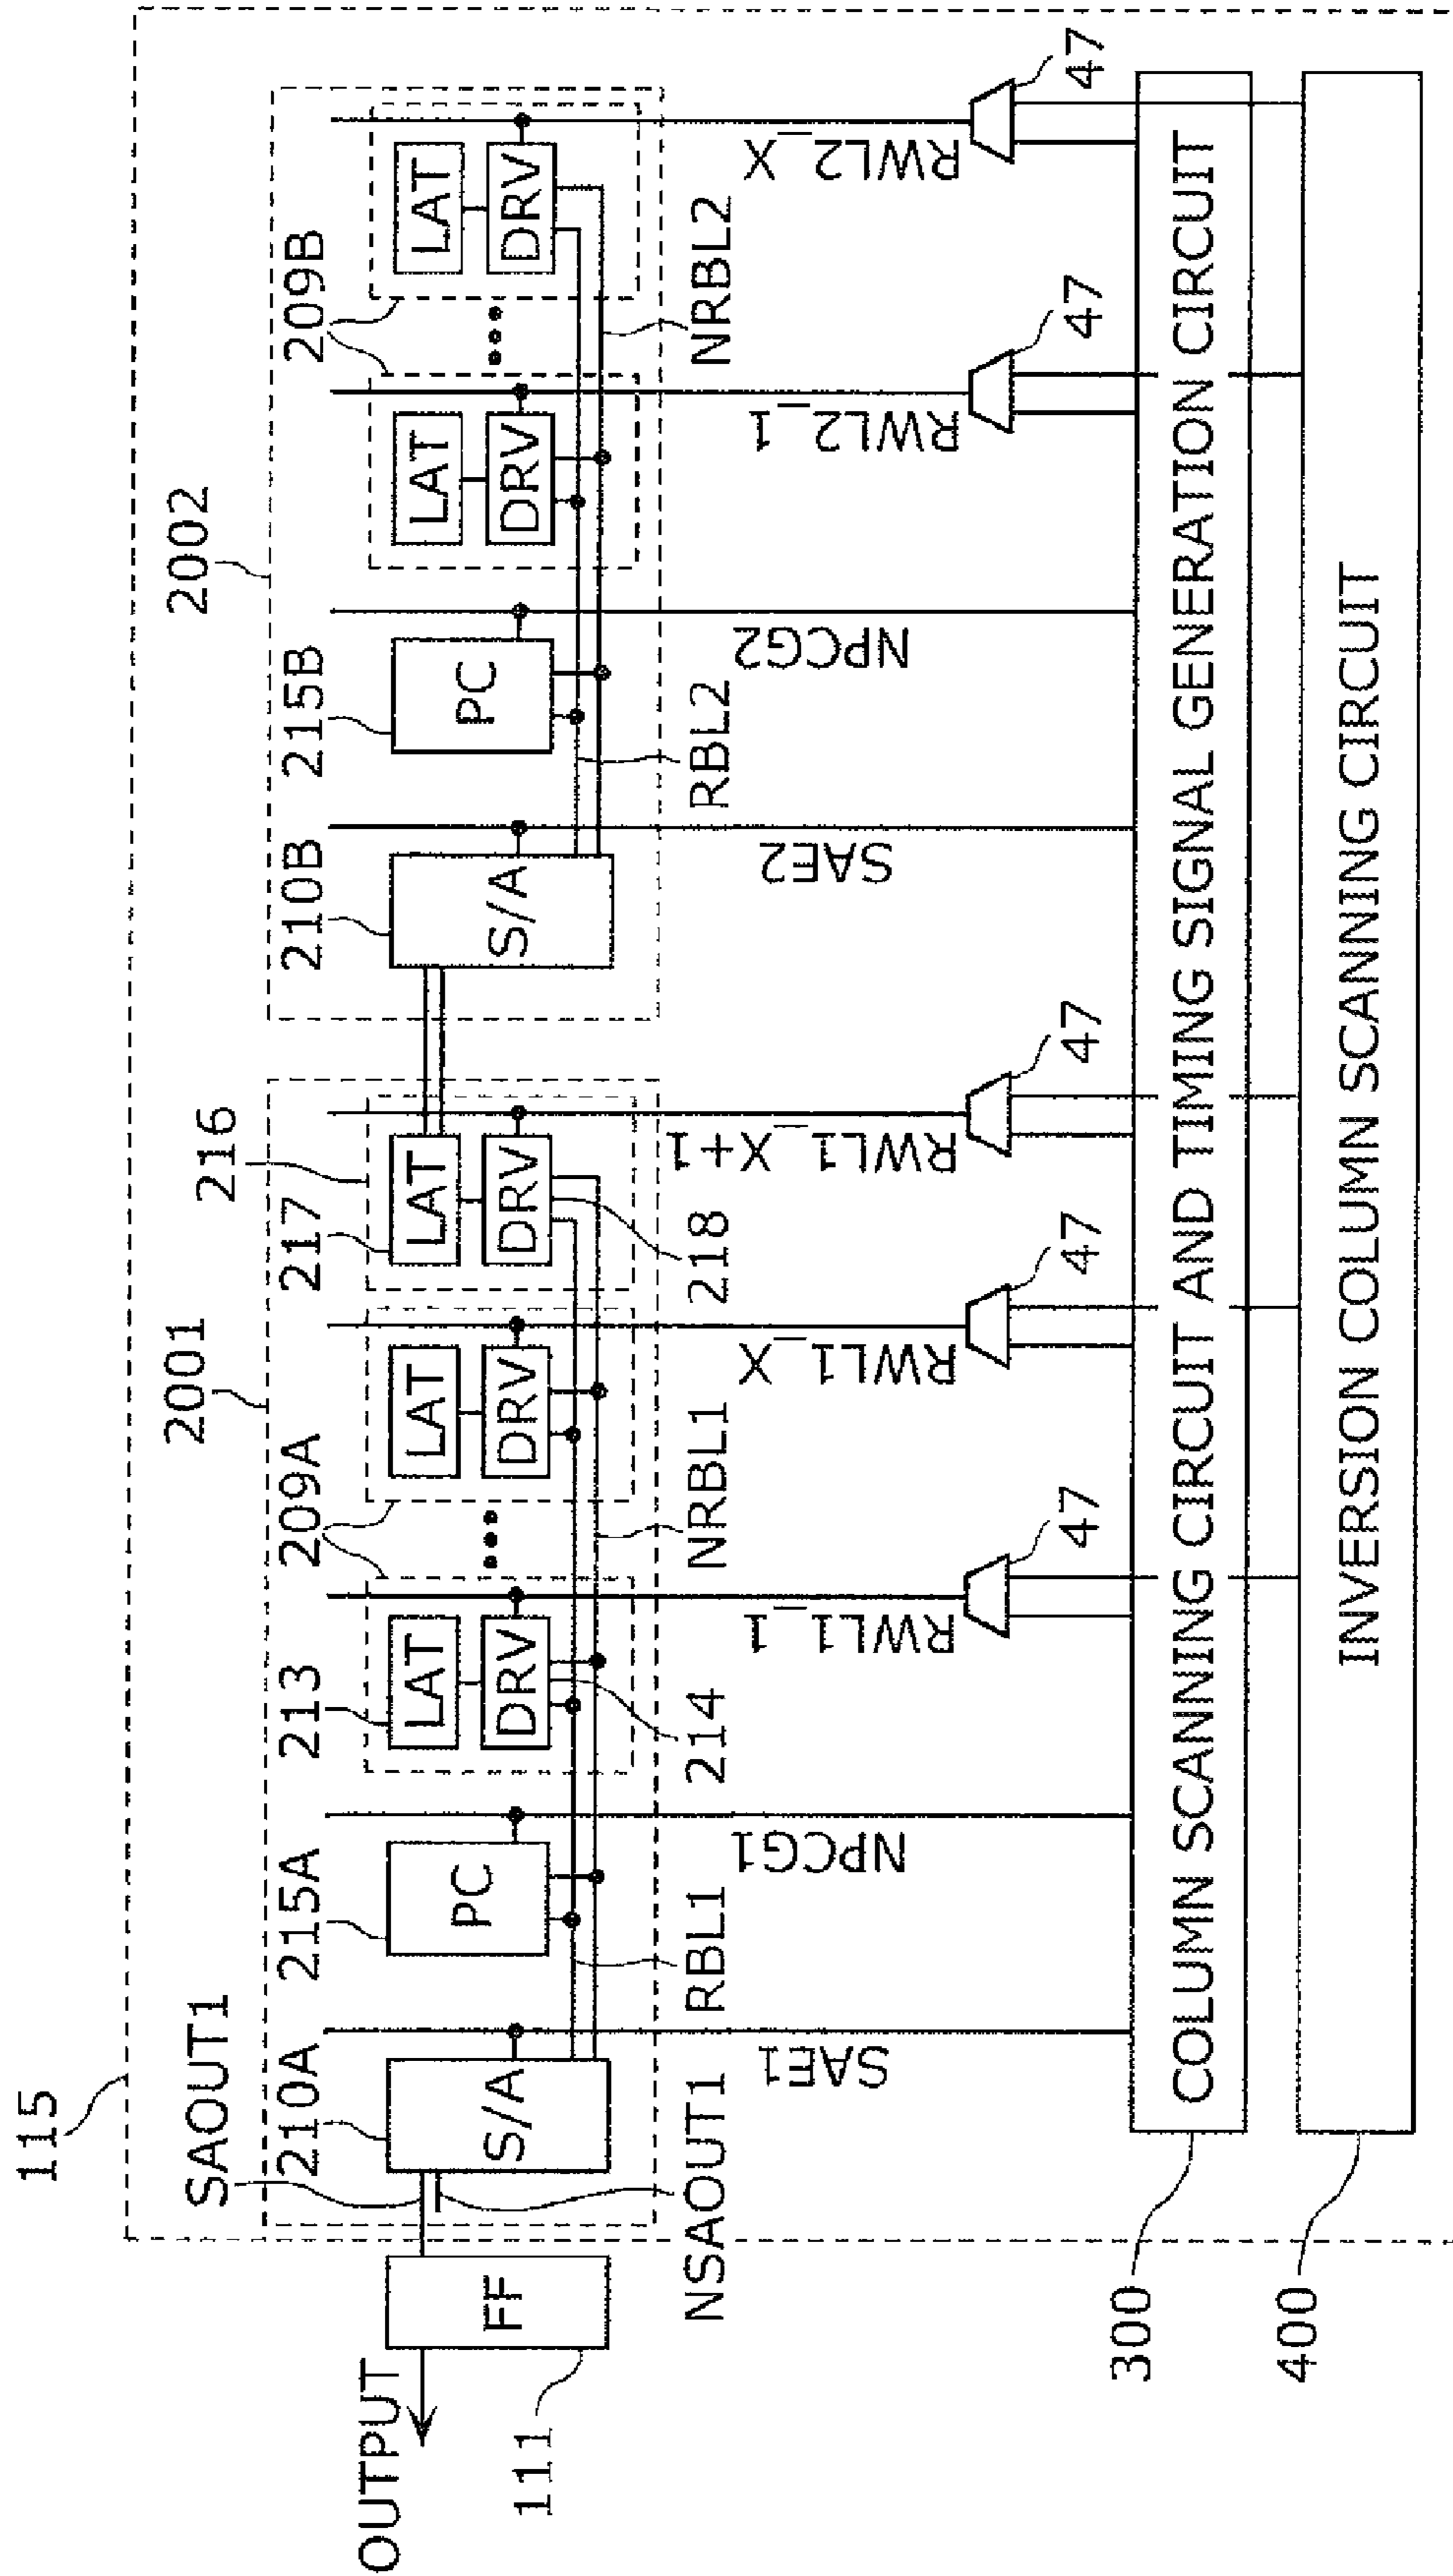 115
2001
2002
SAOUT1
210A
215A
213
209A
217
216
210B
215B
209B
OUTPUT
FF
S/A
PC
LAT
DRV
LAT
DRV
LAT
DRV
S/A
PC
LAT
DRV
LAT
DRV
111
NSAOUT1
RBL1
214
NRBL1
218
RBL2
NRBL2
SAE1
NPCG1
RWL1_1
RWL1_X
RWL1_X+1
SAE2
NPCG2
RWL2_1
RWL2_X
47
47
47
47
47
300
COLUMN SCANNING CIRCUIT AND TIMING SIGNAL GENERATION CIRCUIT
400
INVERSION COLUMN SCANNING CIRCUIT